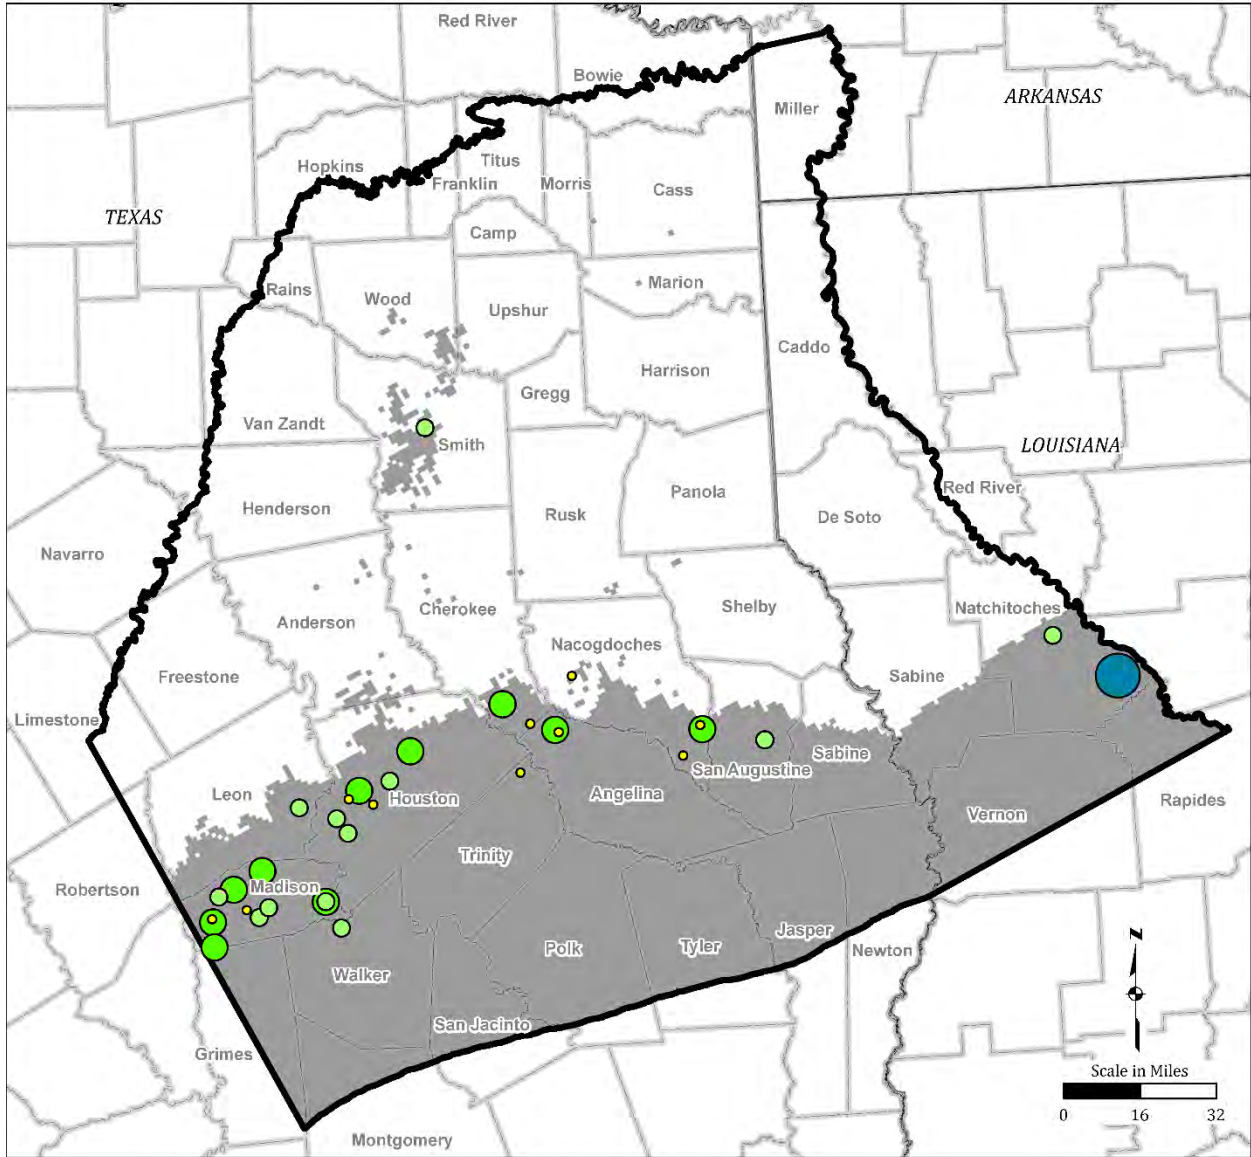 Red River
Bowie
ARKANSAS
Miller
Hopkins
Titus
Franklin
Morris
Cass
TEXAS
Camp
Rains
Wood
Marion
Upshur
Caddo
Harrison
Gregg
Van Zandt
Smith
LOUISIANA
Red River
Panola
Henderson
Rusk
De Soto
Navarro
Shelby
Natchitoches
Cherokee
Anderson
Nacogdoches
Freestone
Sabine
Limestone
Sabine
San Augustine
Leon
Houston
Angelina
Rapides
Vernon
Trinity
Madison
Robertson
Jasper
Polk
Tyler
Newton
Walker
N
San Jacinto
Grimes
Scale in Miles
0 16 32
Montgomery